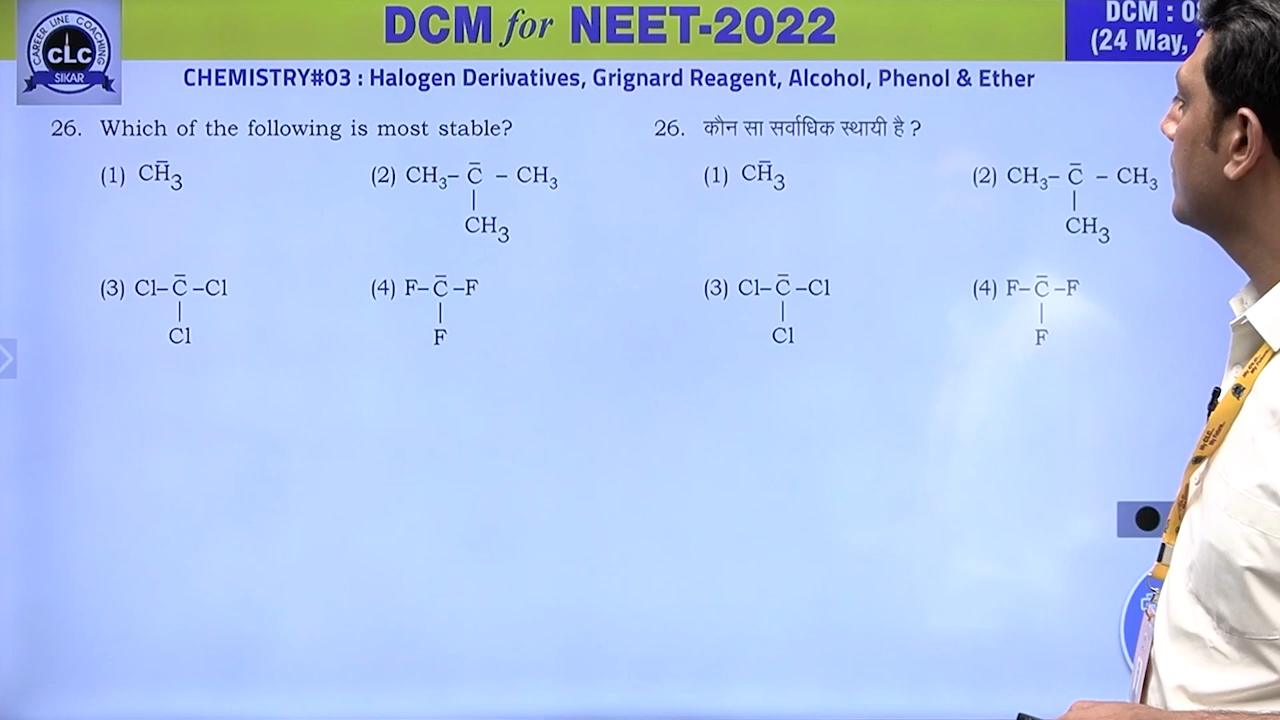 DCM for NEET-2022
DCM : 0
(24 May,
CAREER LINE COACHING
CLC
SIKAR
CHEMISTRY#03 : Halogen Derivatives, Grignard Reagent, Alcohol, Phenol & Ether
26. Which of the following is most stable?
(1) CH̄3
(2) CH3– C̄ – CH3
|
CH3
(3) Cl–C̄–Cl
|
Cl
(4) F–C̄–F
|
F
26. कौन सा सर्वाधिक स्थायी है ?
(1) CH̄3
(2) CH3– C̄ – CH3
|
CH3
(3) Cl–C̄–Cl
|
Cl
(4) F–C̄–F
|
F